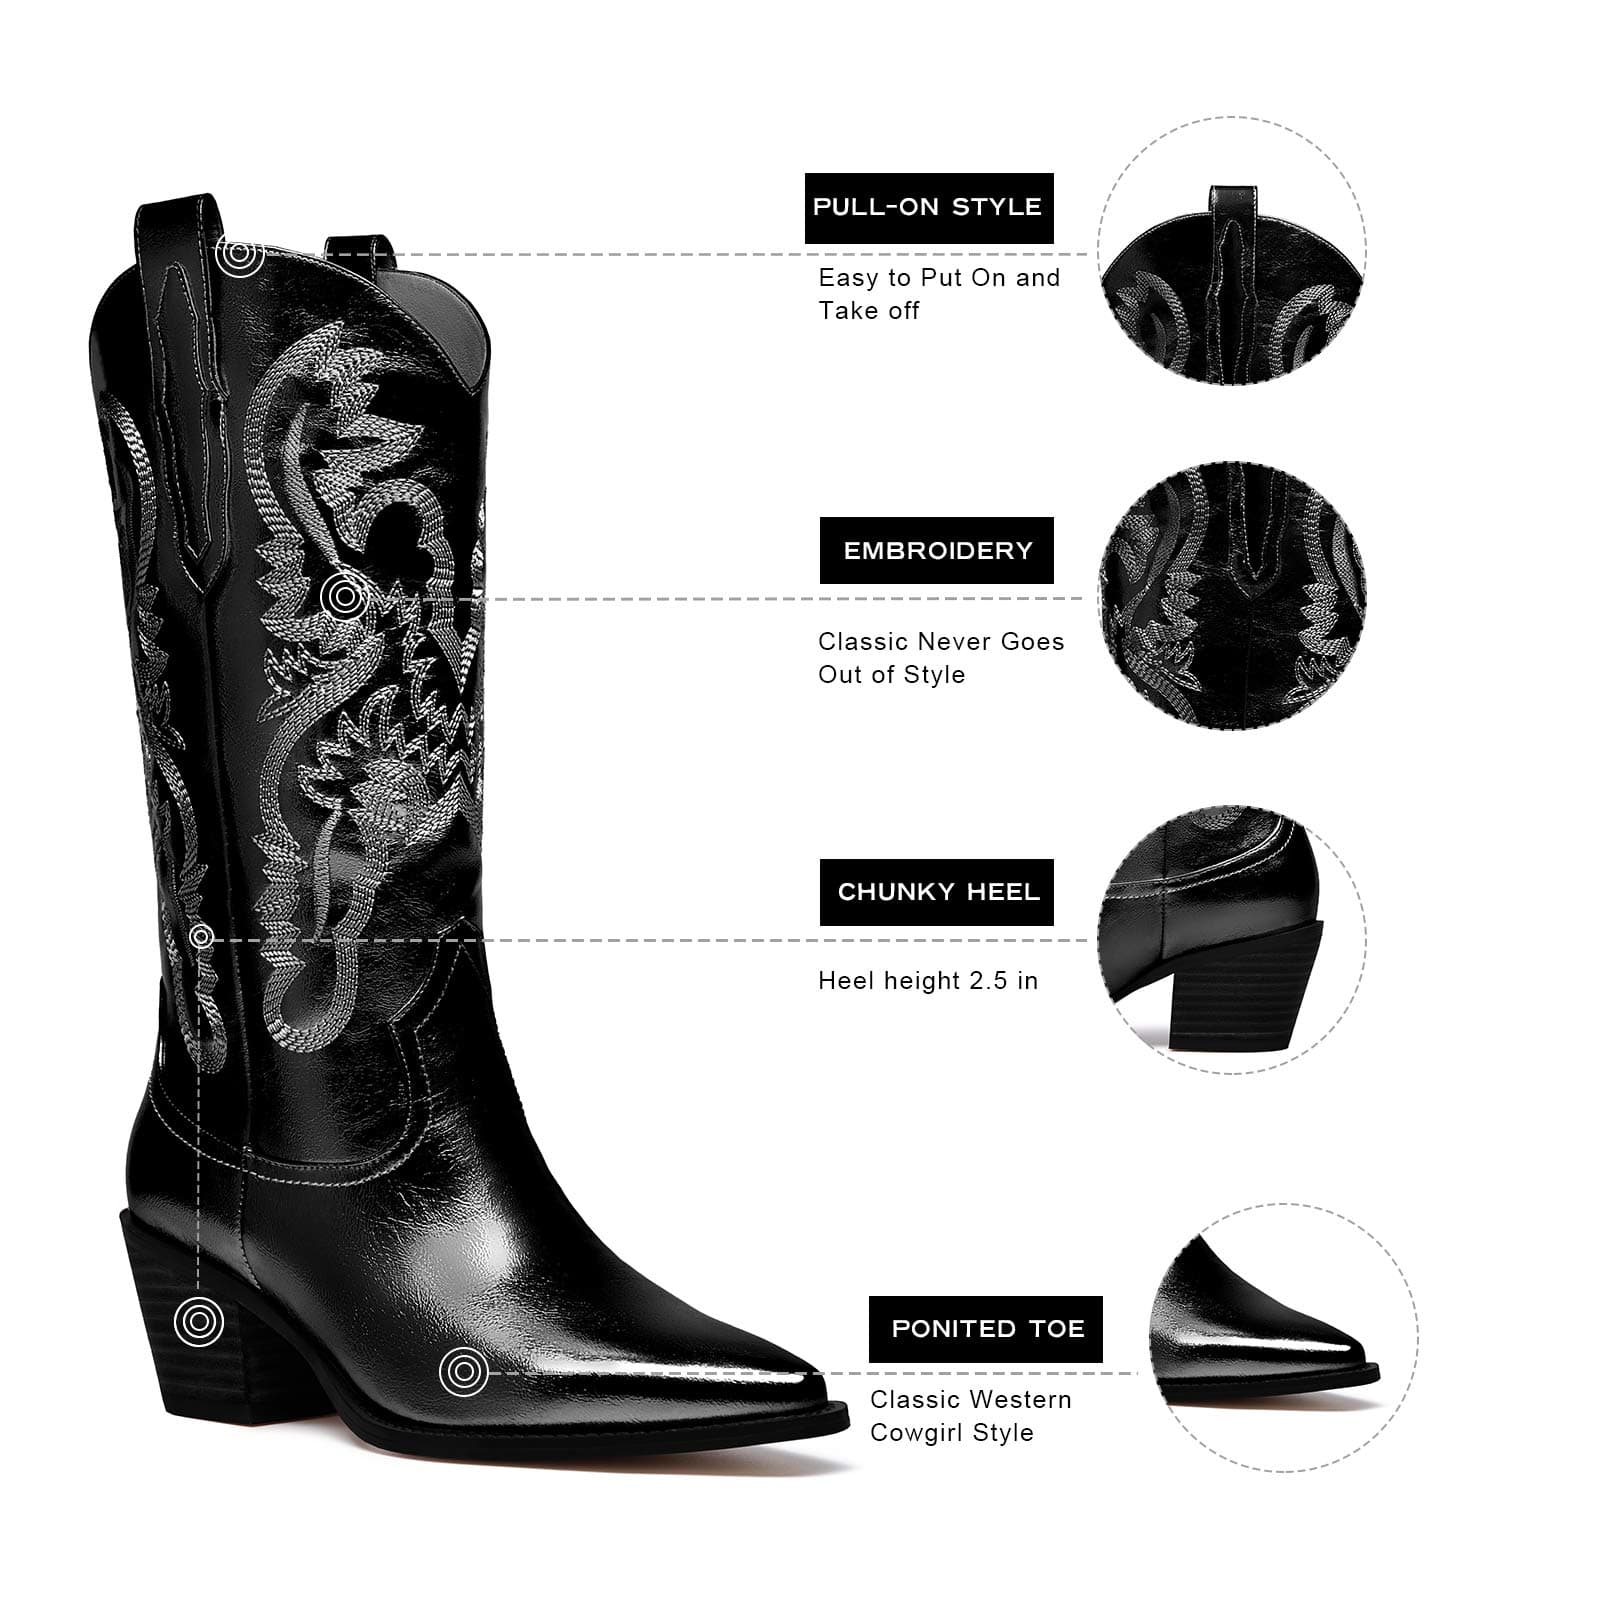 PULL-ON STYLE
Easy to Put On and
Take off
EMBROIDERY
Classic Never Goes
Out of Style
CHUNKY HEEL
Heel height 2.5 in
PONITED TOE
Classic Western
Cowgirl Style